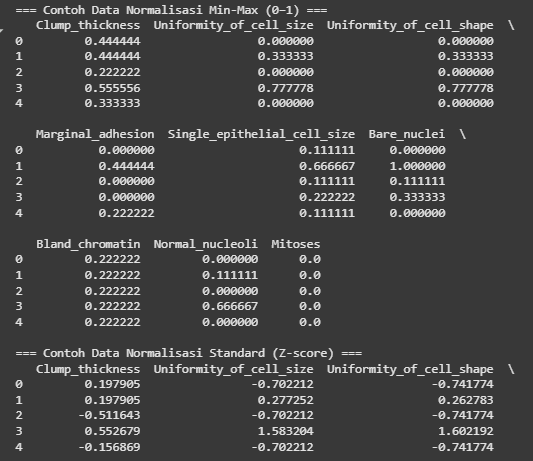 === Contoh Data Normalisasi Min-Max (0–1) ===
   Clump_thickness  Uniformity_of_cell_size  Uniformity_of_cell_shape  \
0         0.444444                 0.000000                  0.000000
1         0.444444                 0.333333                  0.333333
2         0.222222                 0.000000                  0.000000
3         0.555556                 0.777778                  0.777778
4         0.333333                 0.000000                  0.000000
   Marginal_adhesion  Single_epithelial_cell_size  Bare_nuclei  \
0           0.000000                     0.111111     0.000000
1           0.444444                     0.666667     1.000000
2           0.000000                     0.111111     0.111111
3           0.000000                     0.222222     0.333333
4           0.222222                     0.111111     0.000000
   Bland_chromatin  Normal_nucleoli  Mitoses
0         0.222222         0.000000      0.0
1         0.222222         0.111111      0.0
2         0.222222         0.000000      0.0
3         0.222222         0.666667      0.0
4         0.222222         0.000000      0.0
=== Contoh Data Normalisasi Standard (Z-score) ===
   Clump_thickness  Uniformity_of_cell_size  Uniformity_of_cell_shape  \
0         0.197905                -0.702212                 -0.741774
1         0.197905                 0.277252                  0.262783
2        -0.511643                -0.702212                 -0.741774
3         0.552679                 1.583204                  1.602192
4        -0.156869                -0.702212                 -0.741774